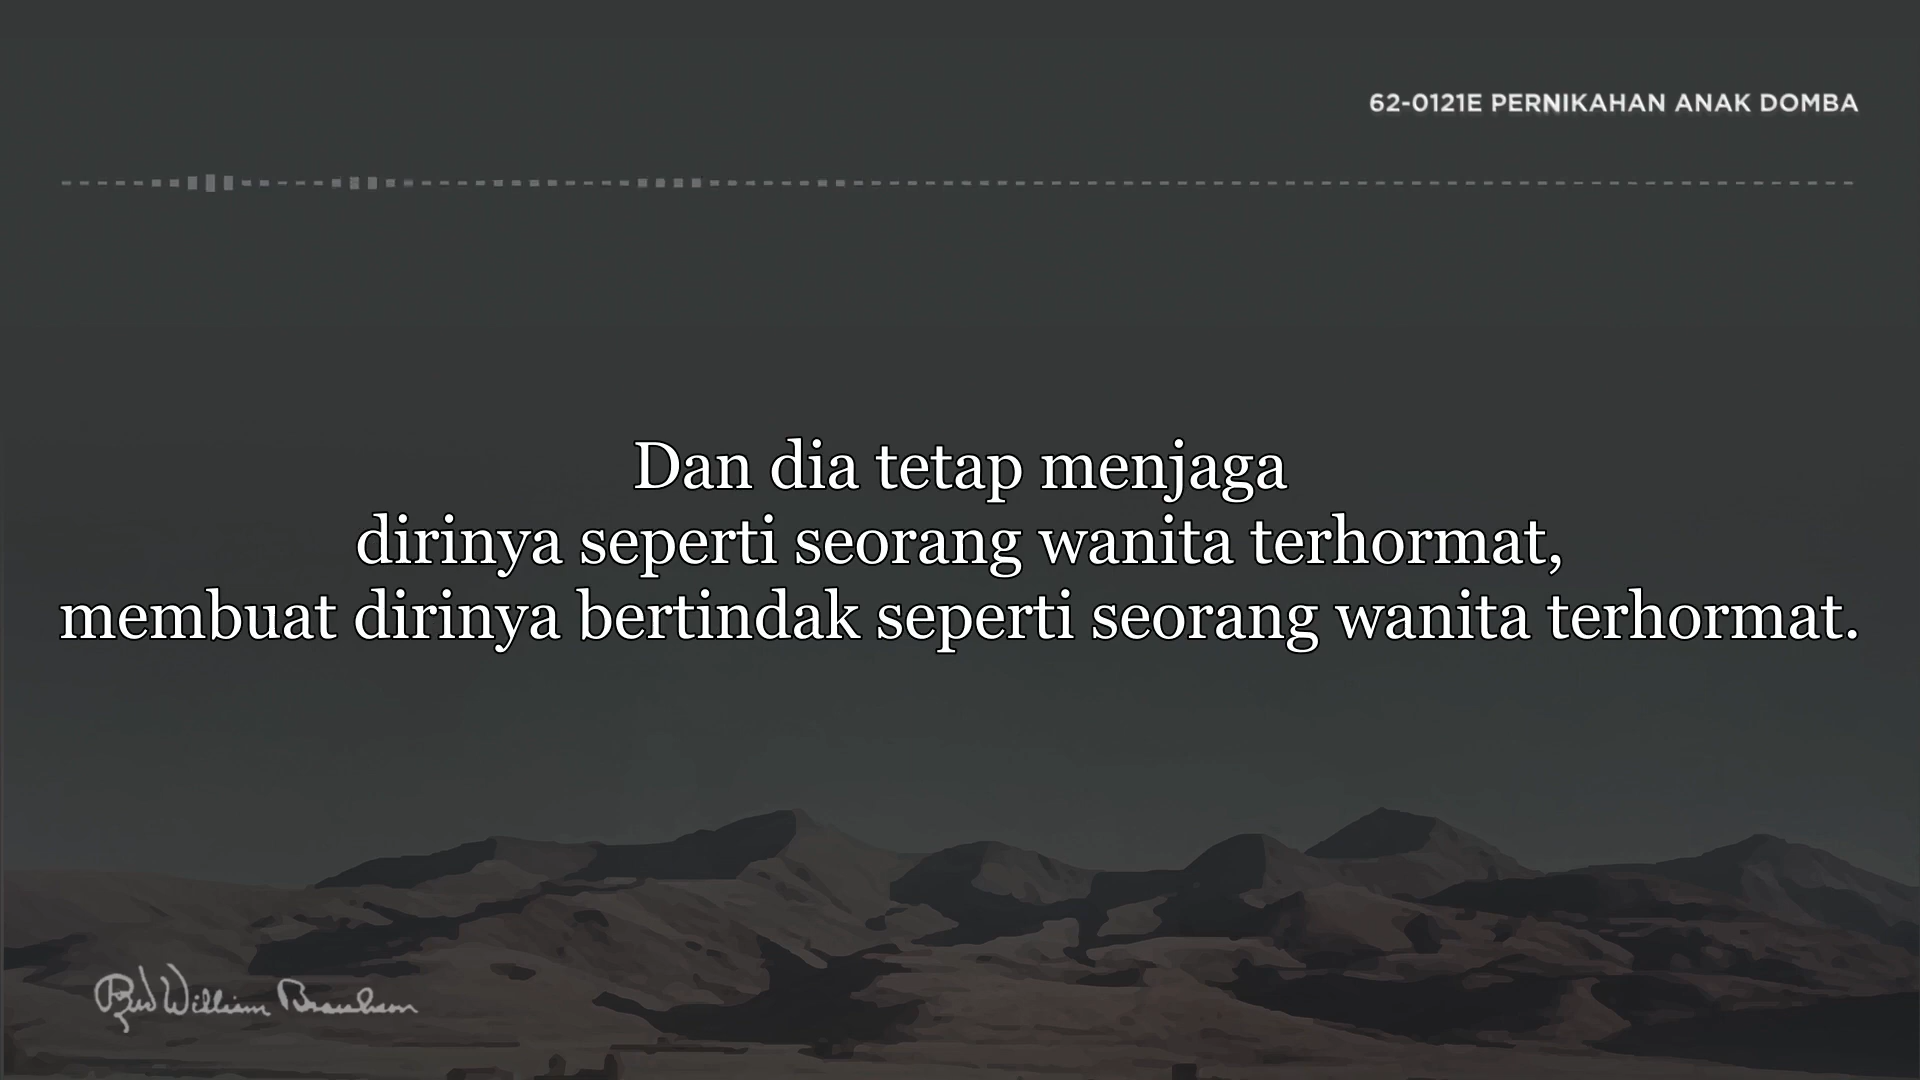 62-0121E PERNIKAHAN ANAK DOMBA
Dan dia tetap menjaga
dirinya seperti seorang wanita terhormat,
membuat dirinya bertindak seperti seorang wanita terhormat.
Rev William Branham